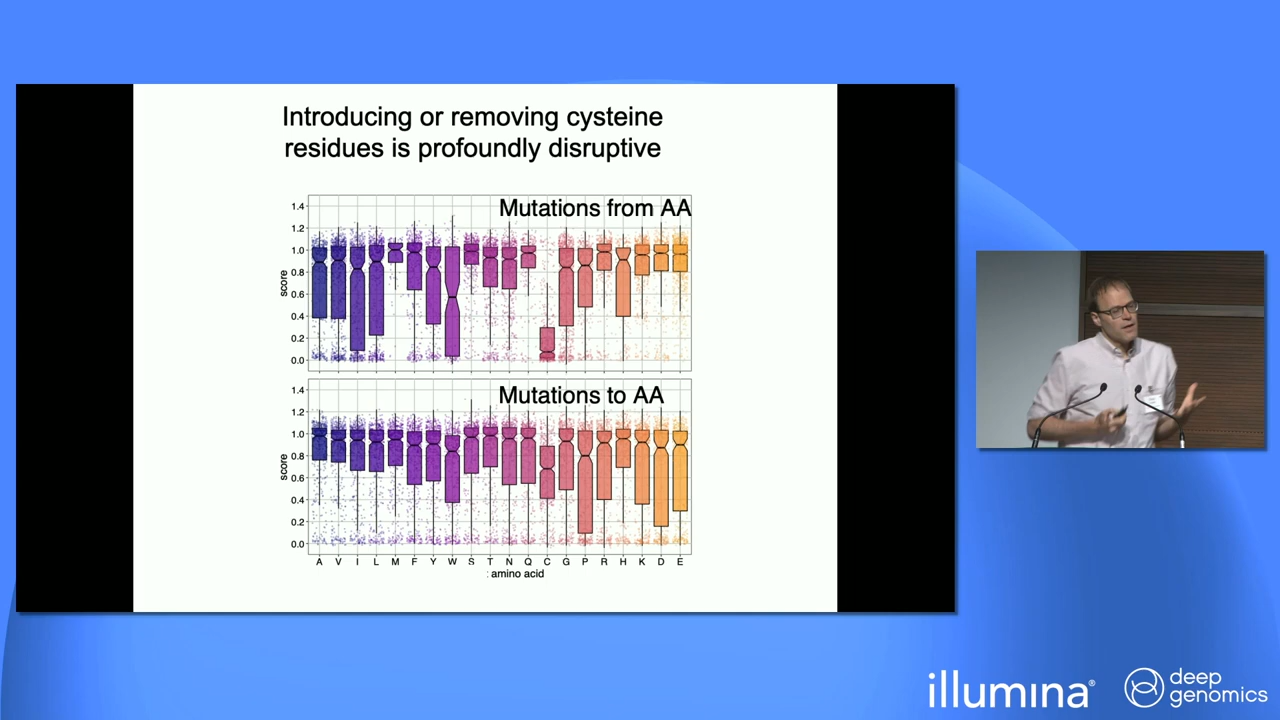 Introducing or removing cysteine
residues is profoundly disruptive
Mutations from AA
1.4
1.2
1.0
0.8
0.6
0.4
0.2
0.0
score
Mutations to AA
1.4
1.2
1.0
0.8
0.6
0.4
0.2
0.0
score
A V I L M F Y W S T N Q C G P R H K D E
: amino acid
illumina®
deep
genomics